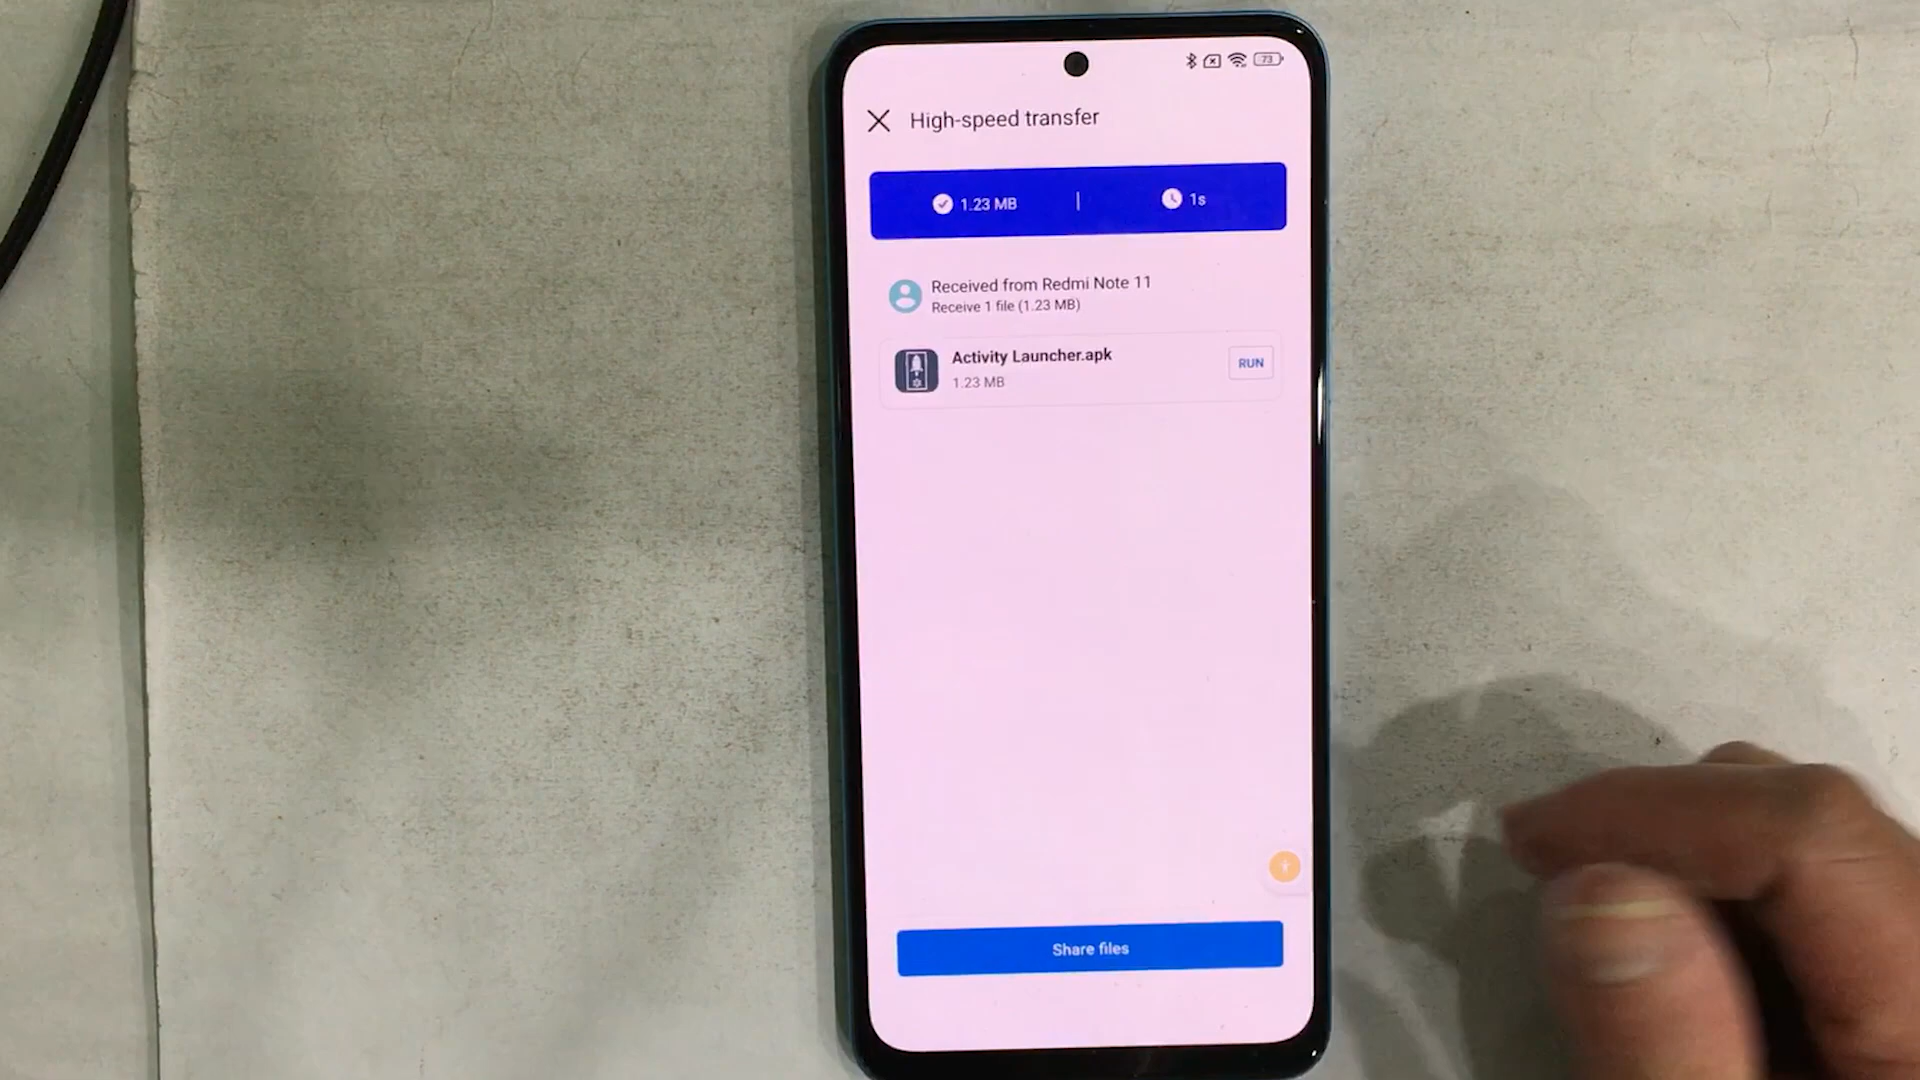 73
High-speed transfer
1.23 MB | 1s
Received from Redmi Note 11
Receive 1 file (1.23 MB)
Activity Launcher.apk
1.23 MB
RUN
Share files